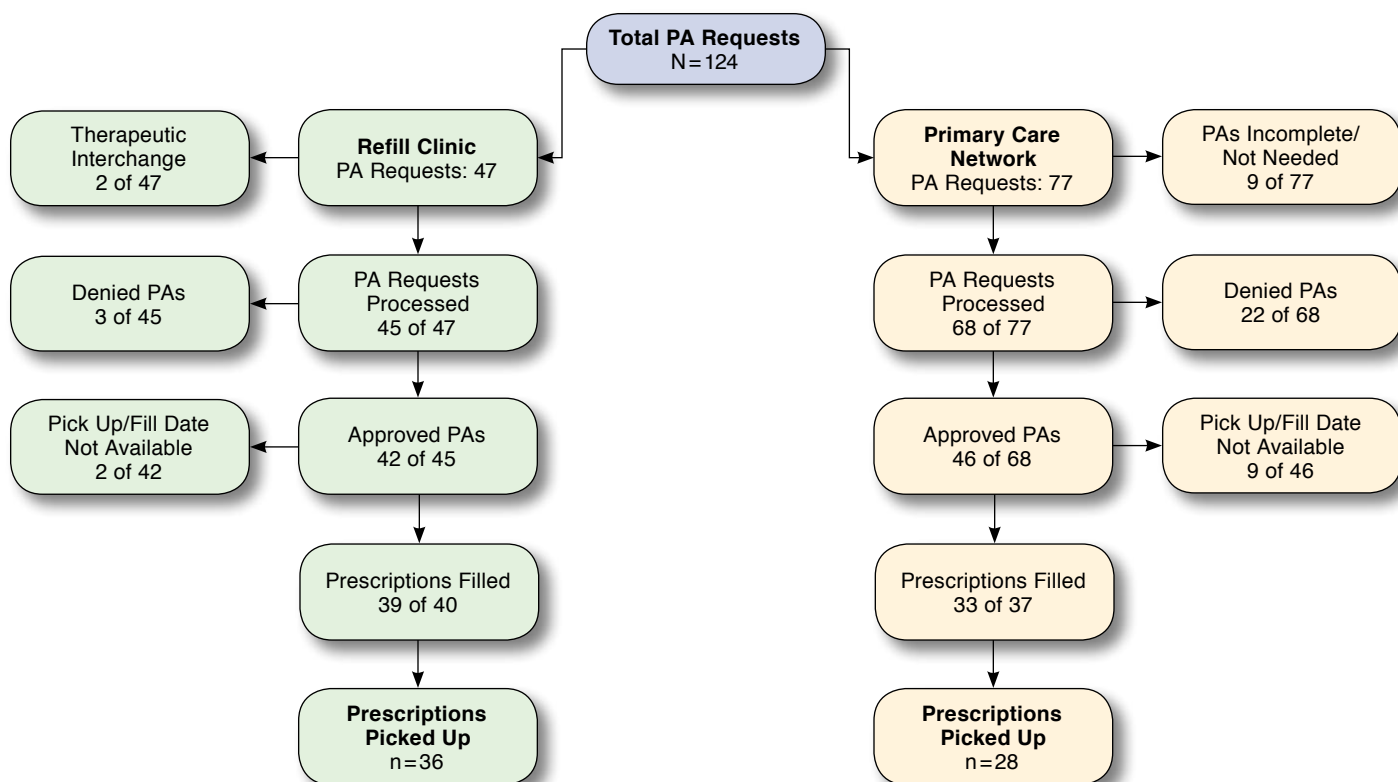 Total PA Requests
N=124
Therapeutic
Interchange
2 of 47
Refill Clinic
PA Requests: 47
Primary Care
Network
PA Requests: 77
PAs Incomplete/
Not Needed
9 of 77
Denied PAs
3 of 45
PA Requests
Processed
45 of 47
PA Requests
Processed
68 of 77
Denied PAs
22 of 68
Pick Up/Fill Date
Not Available
2 of 42
Approved PAs
42 of 45
Approved PAs
46 of 68
Pick Up/Fill Date
Not Available
9 of 46
Prescriptions Filled
39 of 40
Prescriptions Filled
33 of 37
Prescriptions
Picked Up
n=36
Prescriptions
Picked Up
n=28